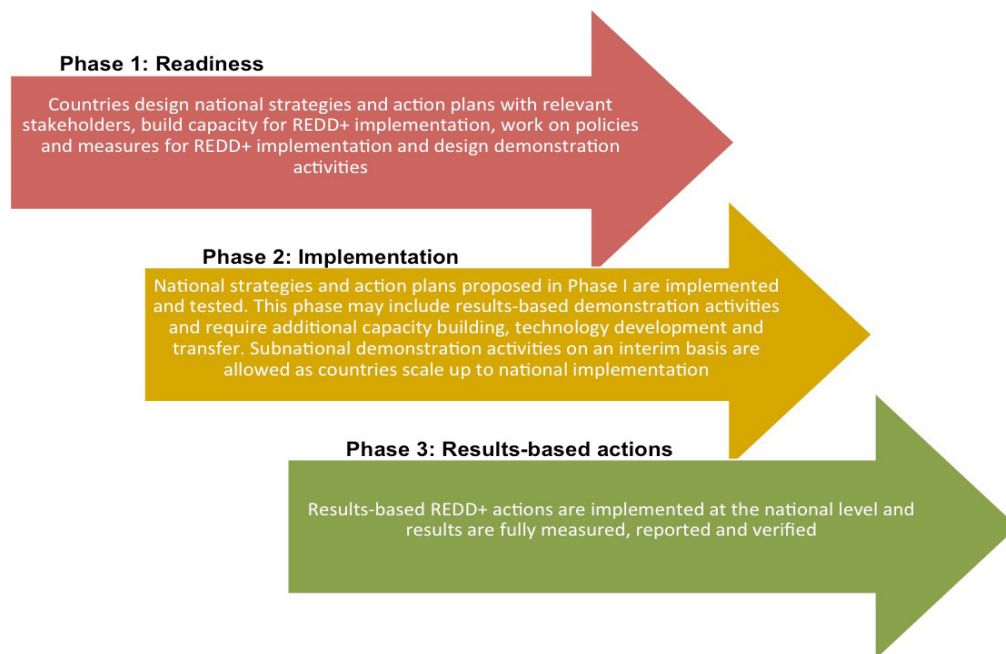 Phase 1: Readiness
Countries design national strategies and action plans with relevant
stakeholders, build capacity for REDD+ implementation, work on policies
and measures for REDD+ implementation and design demonstration
activities
Phase 2: Implementation
National strategies and action plans proposed in Phase I are implemented
and tested. This phase may include results-based demonstration activities
and require additional capacity building, technology development and
transfer. Subnational demonstration activities on an interim basis are
allowed as countries scale up to national implementation
Phase 3: Results-based actions
Results-based REDD+ actions are implemented at the national level and
results are fully measured, reported and verified